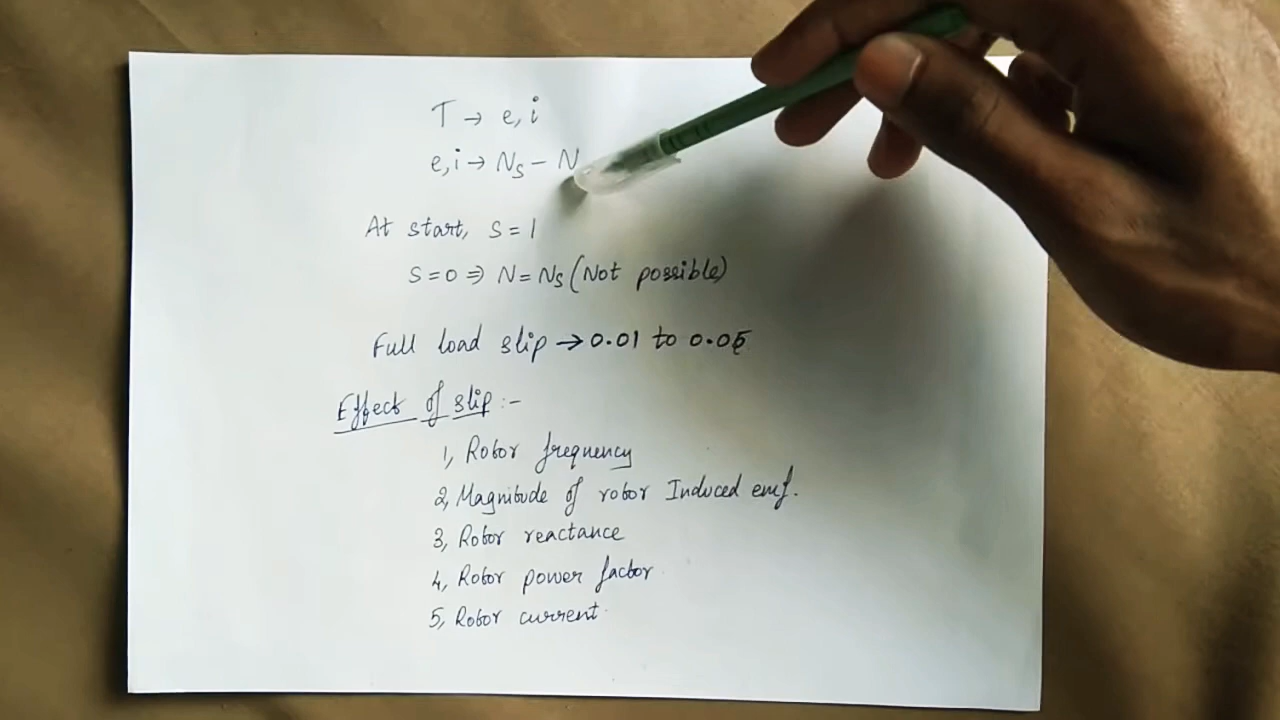 T → e, i
e, i → Ns − N
At start, s = 1
s = 0 ⇒ N = Ns (Not possible)
Full load slip → 0.01 to 0.05
Effect of slip :-
1, Rotor frequency
2, Magnitude of rotor Induced emf.
3, Rotor reactance
4, Rotor power factor
5, Rotor current